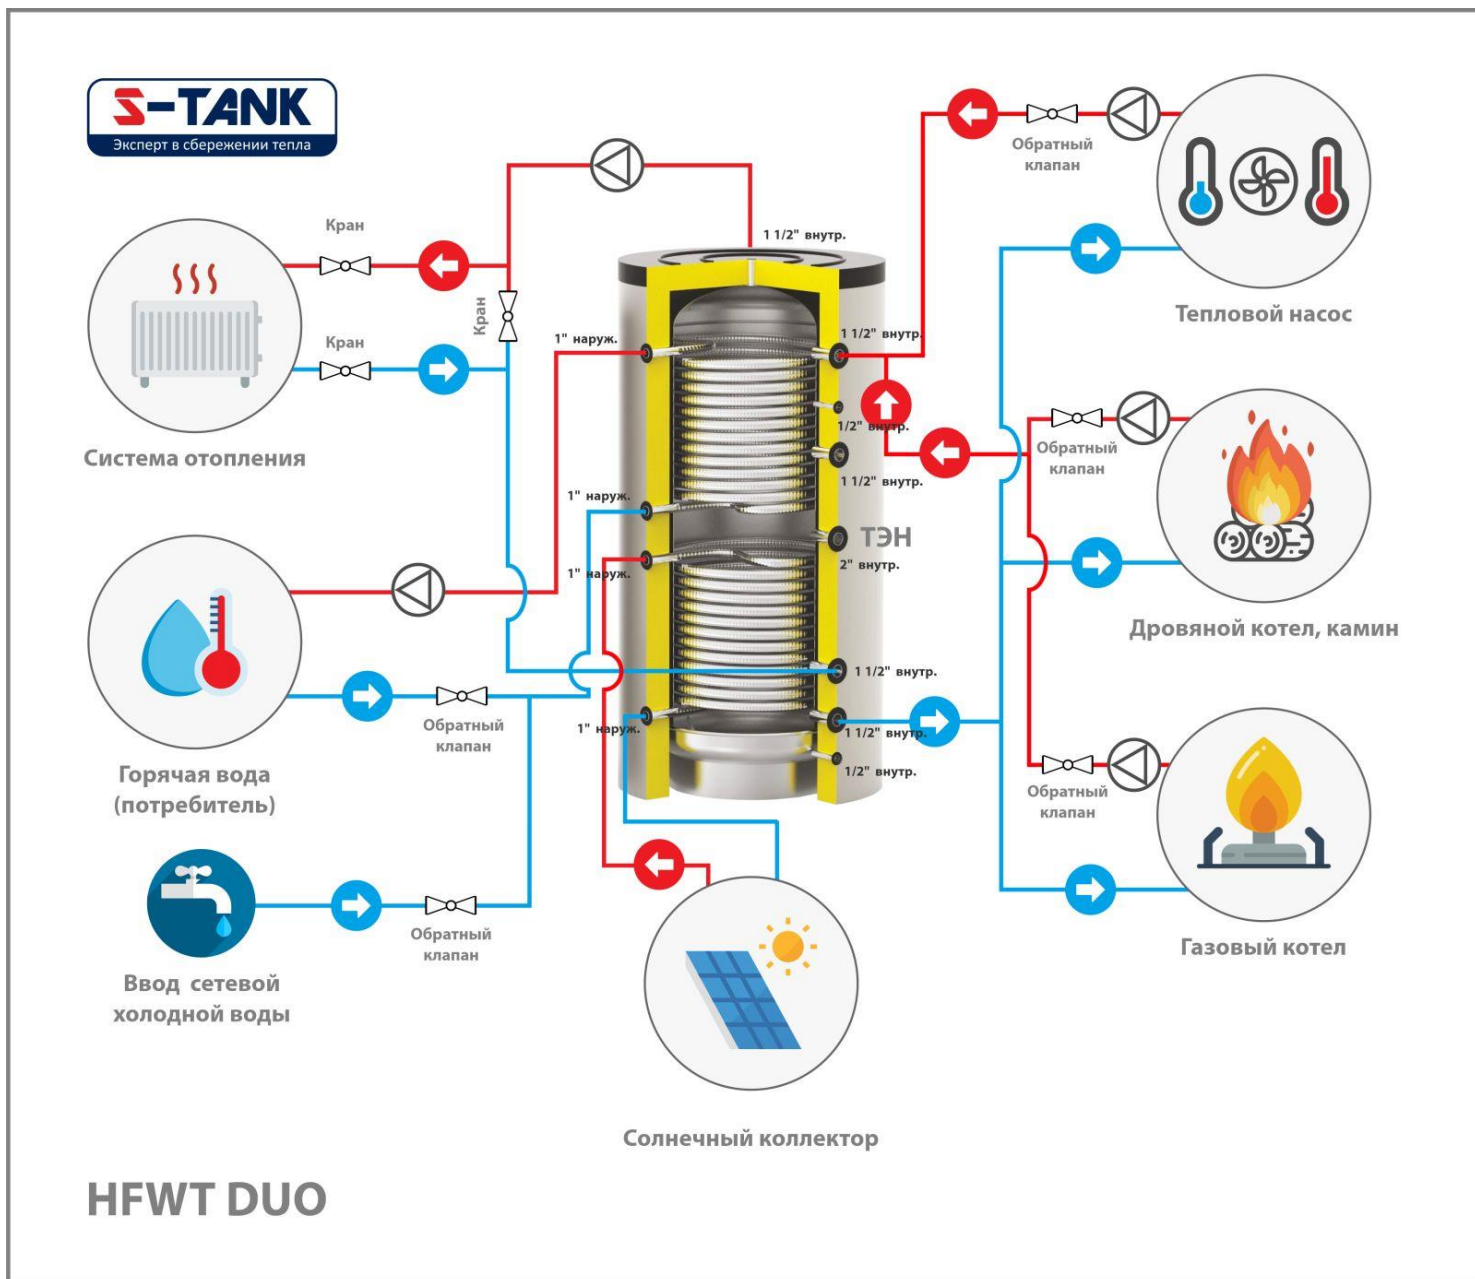 S-TANK
Эксперт в сбережении тепла
Обратный
клапан
Кран
1 1/2" внутр.
Тепловой насос
Кран
Кран
1" наруж.
1 1/2" внутр.
1/2" внутр.
Обратный
клапан
Система отопления
1 1/2" внутр.
1" наруж.
ТЭН
2" внутр.
1" наруж.
Дровяной котел, камин
1 1/2" внутр.
Обратный
клапан
1" наруж.
1 1/2" внутр.
1/2" внутр.
Горячая вода
(потребитель)
Обратный
клапан
Обратный
клапан
Газовый котел
Ввод сетевой
холодной воды
Солнечный коллектор
HFWT DUO